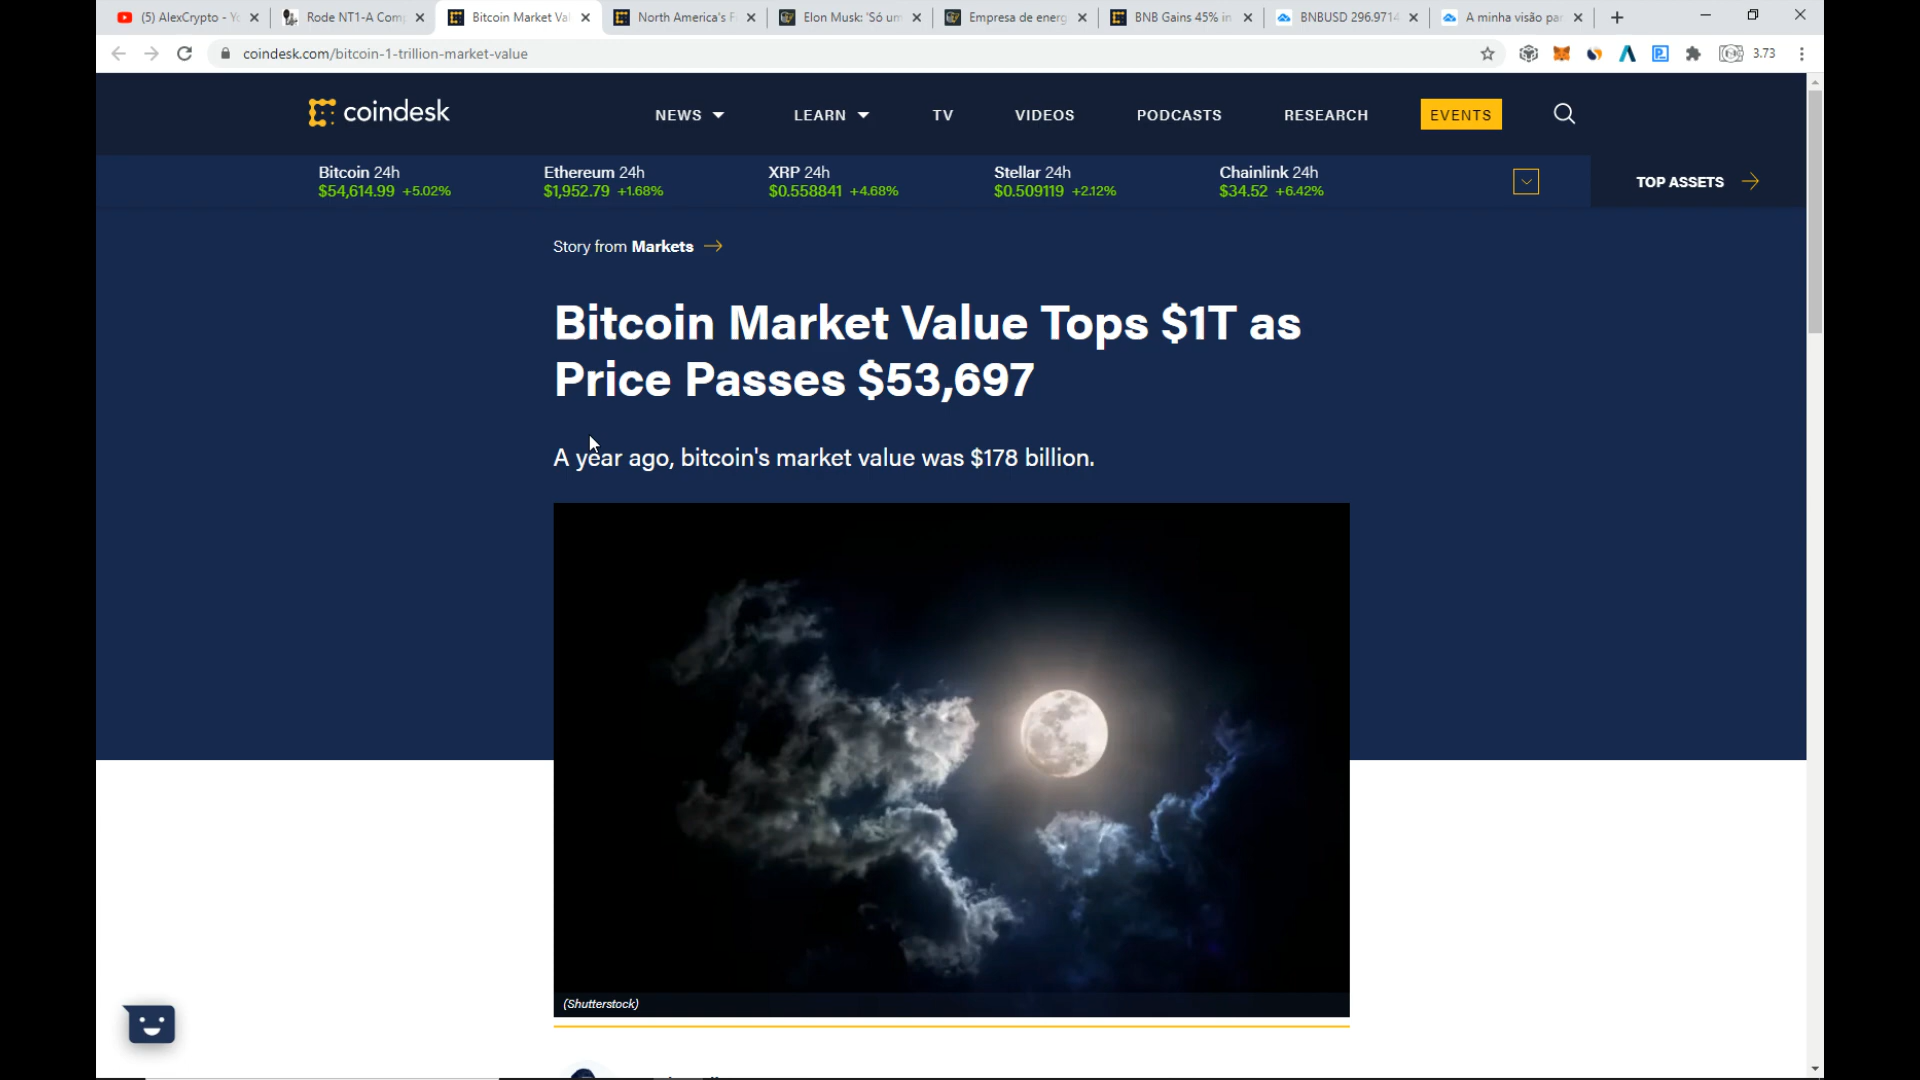 (5) AlexCrypto - Yo
Rode NT1-A Com
Bitcoin Market Val
North America's F
Elon Musk: 'Só um
Empresa de energ
BNB Gains 45% in
BNBUSD 296.9714
A minha visão par
coindesk.com/bitcoin-1-trillion-market-value
3.73
coindesk
NEWS
LEARN
TV
VIDEOS
PODCASTS
RESEARCH
EVENTS
Bitcoin 24h
$54,614.99 +5.02%
Ethereum 24h
$1,952.79 +1.68%
XRP 24h
$0.558841 +4.68%
Stellar 24h
$0.509119 +2.12%
Chainlink 24h
$34.52 +6.42%
TOP ASSETS
Story from Markets
Bitcoin Market Value Tops $1T as
Price Passes $53,697
A year ago, bitcoin's market value was $178 billion.
(Shutterstock)